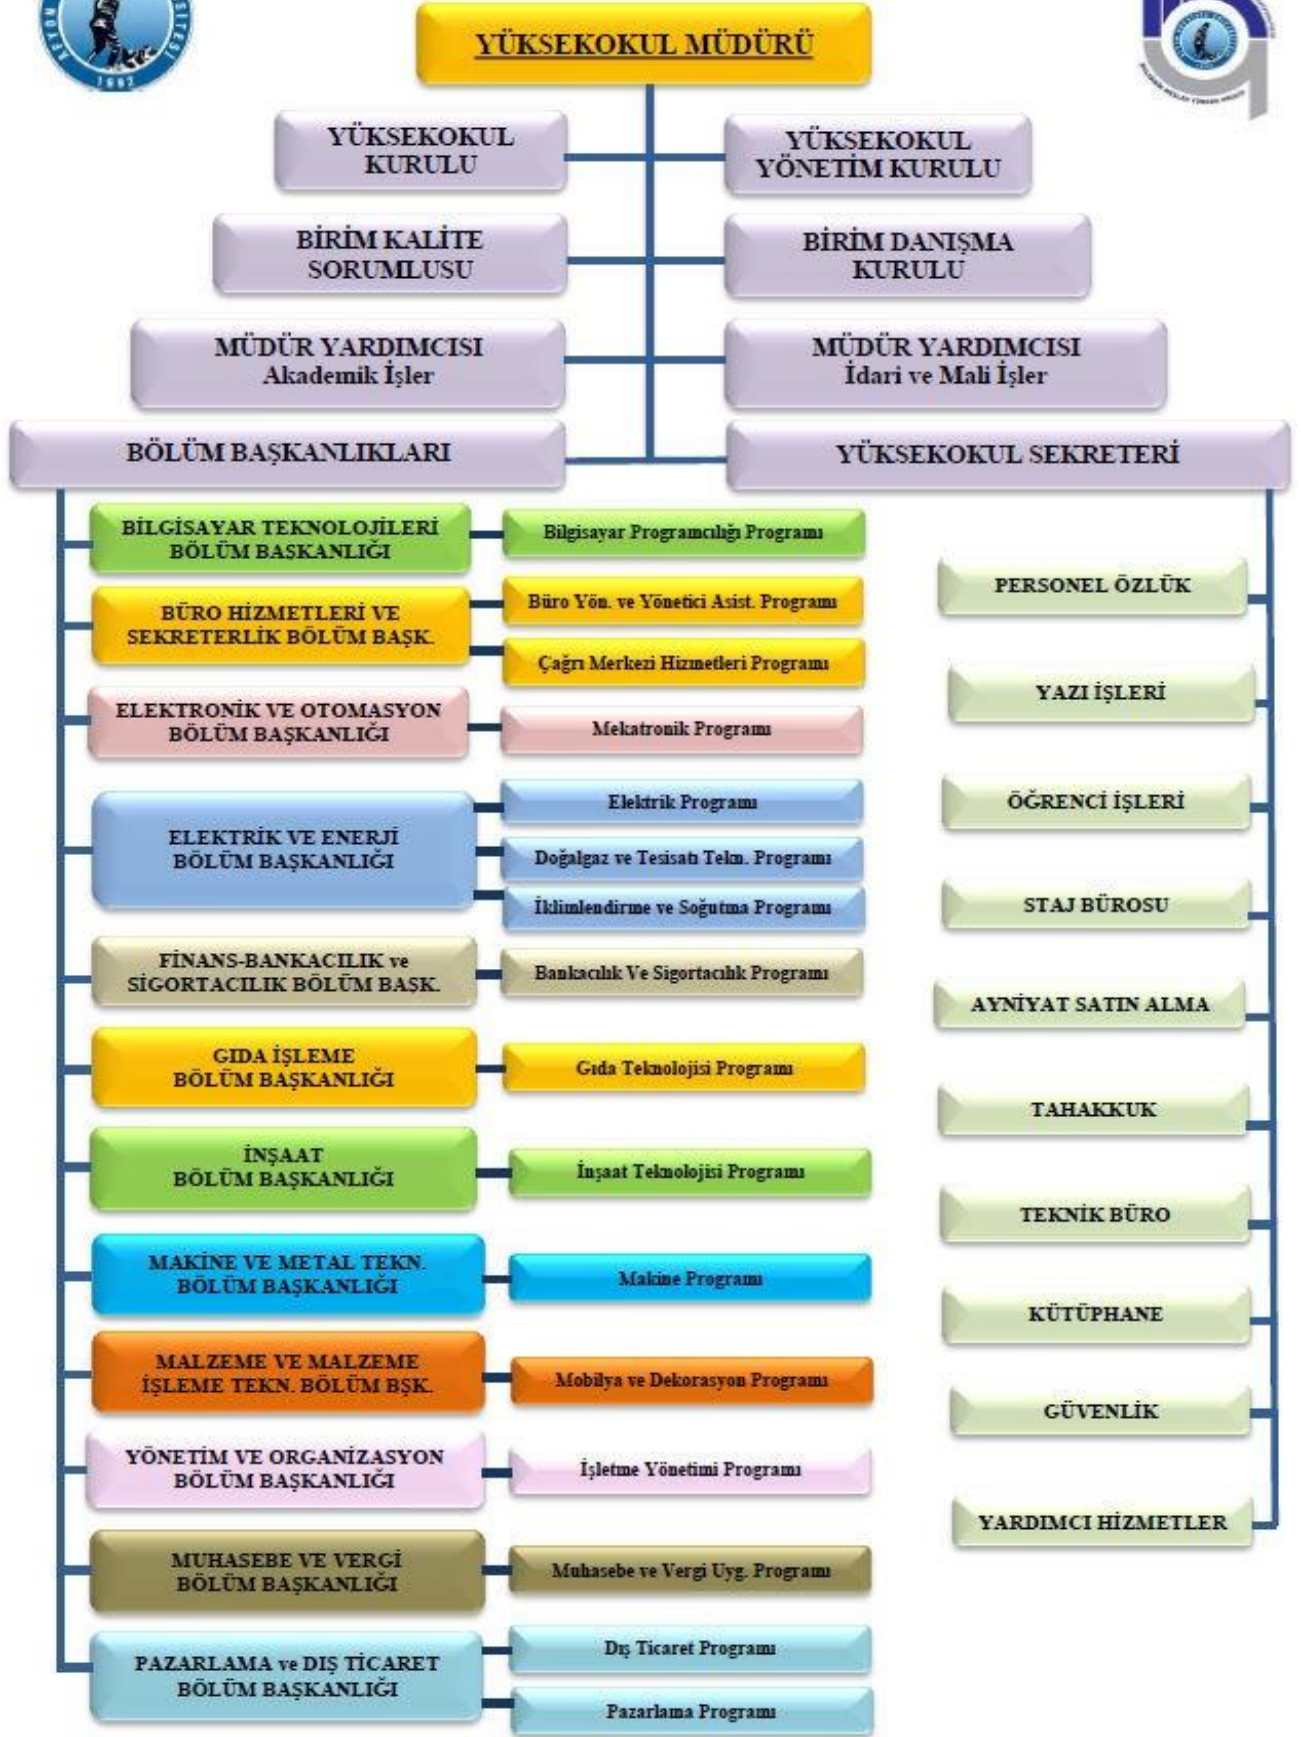 1992
YÜKSEKOKUL MÜDÜRÜ
YÜKSEKOKUL
KURULU
YÜKSEKOKUL
YÖNETİM KURULU
BİRİM KALİTE
SORUMLUSU
BİRİM DANIŞMA
KURULU
MÜDÜR YARDIMCISI
Akademik İşler
MÜDÜR YARDIMCISI
İdari ve Mali İşler
BÖLÜM BAŞKANLIKLARI
YÜKSEKOKUL SEKRETERİ
BİLGİSAYAR TEKNOLOJİLERİ
BÖLÜM BAŞKANLIĞI
Bilgisayar Programcılığı Programı
BÜRO HİZMETLERİ VE
SEKRETERLİK BÖLÜM BAŞK.
Büro Yön. ve Yönetici Asist. Programı
Çağrı Merkezi Hizmetleri Programı
ELEKTRONİK VE OTOMASYON
BÖLÜM BAŞKANLIĞI
Mekatronik Programı
ELEKTRİK VE ENERJİ
BÖLÜM BAŞKANLIĞI
Elektrik Programı
Doğalgaz ve Tesisatı Tekn. Programı
İklimlendirme ve Soğutma Programı
FİNANS-BANKACILIK ve
SİGORTACILIK BÖLÜM BAŞK.
Bankacılık Ve Sigortacılık Programı
GIDA İŞLEME
BÖLÜM BAŞKANLIĞI
Gıda Teknolojisi Programı
İNŞAAT
BÖLÜM BAŞKANLIĞI
İnşaat Teknolojisi Programı
MAKİNE VE METAL TEKN.
BÖLÜM BAŞKANLIĞI
Makine Programı
MALZEME VE MALZEME
İŞLEME TEKN. BÖLÜM BŞK.
Mobilya ve Dekorasyon Programı
YÖNETİM VE ORGANİZASYON
BÖLÜM BAŞKANLIĞI
İşletme Yönetimi Programı
MUHASEBE VE VERGİ
BÖLÜM BAŞKANLIĞI
Muhasebe ve Vergi Uyg. Programı
PAZARLAMA ve DIŞ TİCARET
BÖLÜM BAŞKANLIĞI
Dış Ticaret Programı
Pazarlama Programı
PERSONEL ÖZLÜK
YAZI İŞLERİ
ÖĞRENCİ İŞLERİ
STAJ BÜROSU
AYNİYAT SATIN ALMA
TAHAKKUK
TEKNİK BÜRO
KÜTÜPHANE
GÜVENLİK
YARDIMCI HİZMETLER